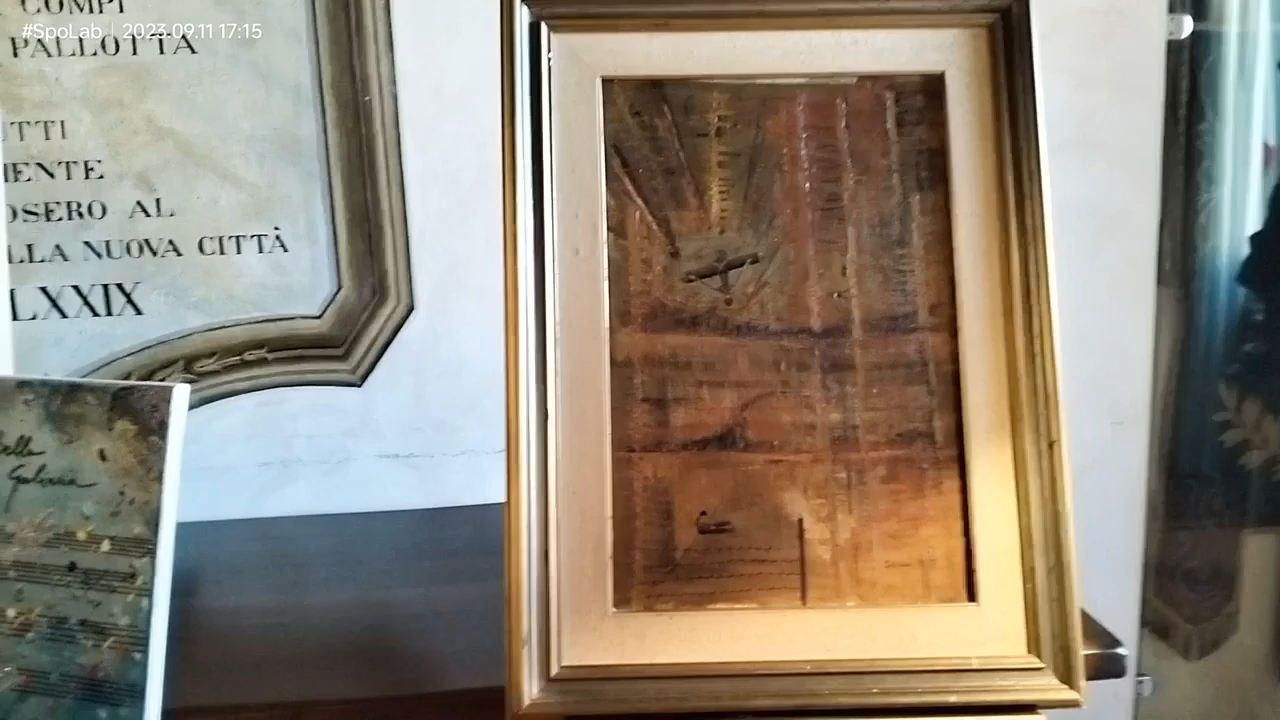 COMPI
#SpoLab | 2023.09.11 17:15
PALLOTTA
UTTI
MENTE
OSERO AL
LLA NUOVA CITTÀ
LXXIX